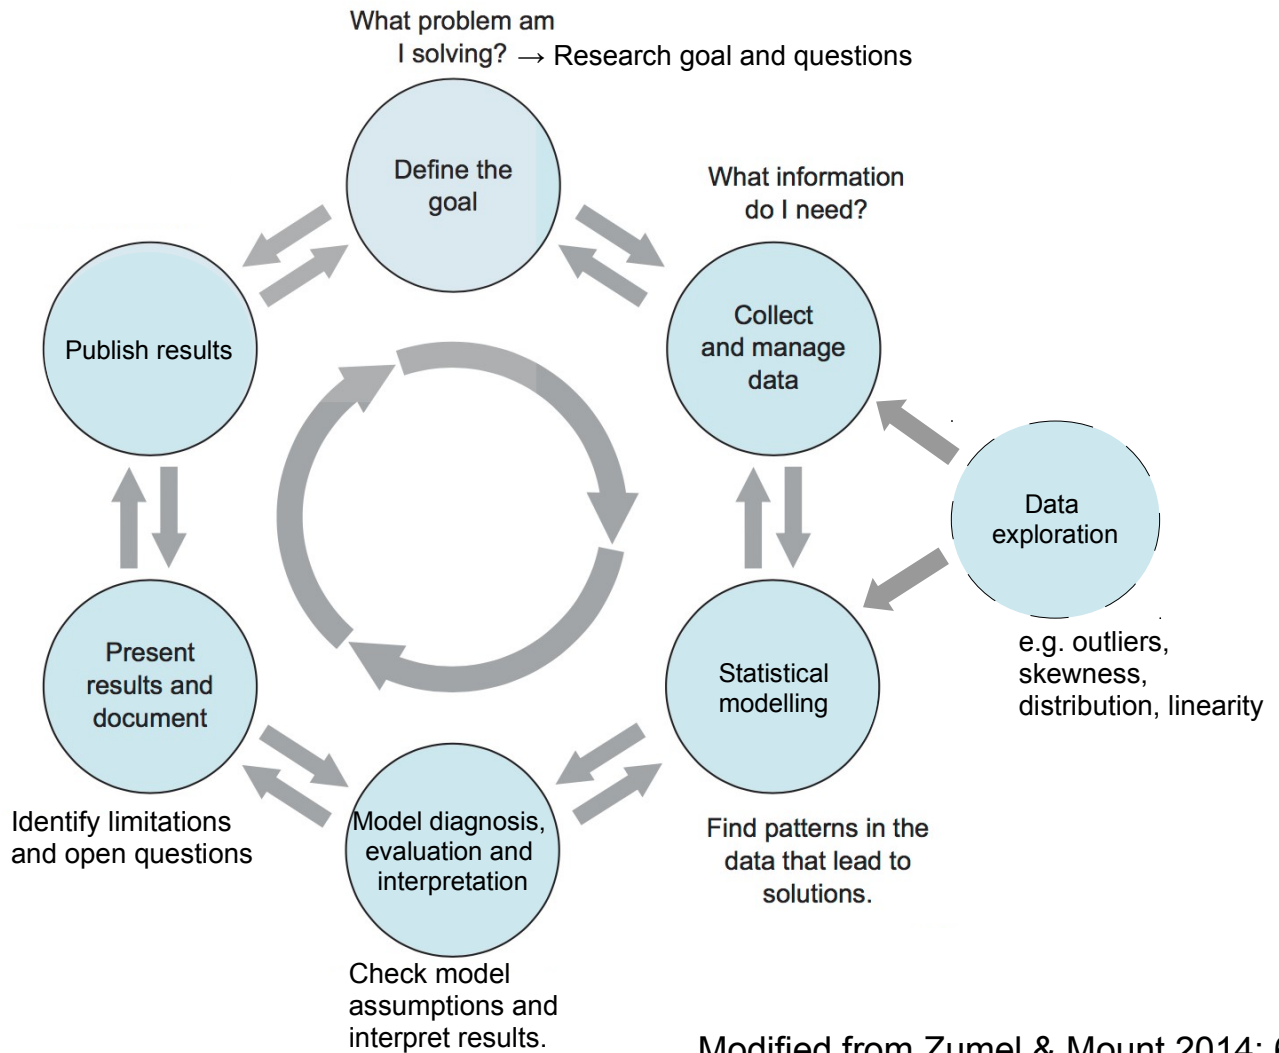 What problem am
I solving? → Research goal and questions
Define the
goal
What information
do I need?
Collect
and manage
data
Publish results
Data
exploration
e.g. outliers,
skewness,
distribution, linearity
Present
results and
document
Statistical
modelling
Identify limitations
and open questions
Model diagnosis,
evaluation and
interpretation
Find patterns in the
data that lead to
solutions.
Check model
assumptions and
interpret results.
Modified from Zumel & Mount 2014: